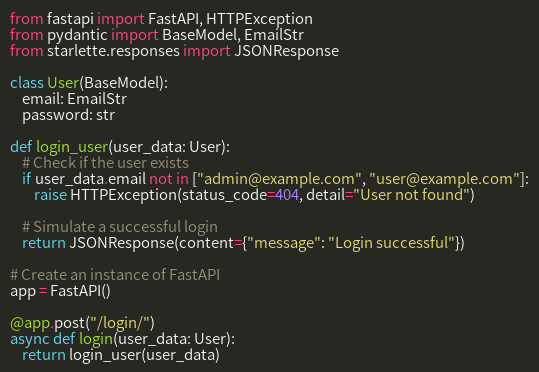 from fastapi import FastAPI, HTTPException
from pydantic import BaseModel, EmailStr
from starlette.responses import JSONResponse

class User(BaseModel):
    email: EmailStr
    password: str

def login_user(user_data: User):
    # Check if the user exists
    if user_data.email not in ["admin@example.com", "user@example.com"]:
        raise HTTPException(status_code=404, detail="User not found")

    # Simulate a successful login
    return JSONResponse(content={"message": "Login successful"})

# Create an instance of FastAPI
app = FastAPI()

@app.post("/login/")
async def login(user_data: User):
    return login_user(user_data)